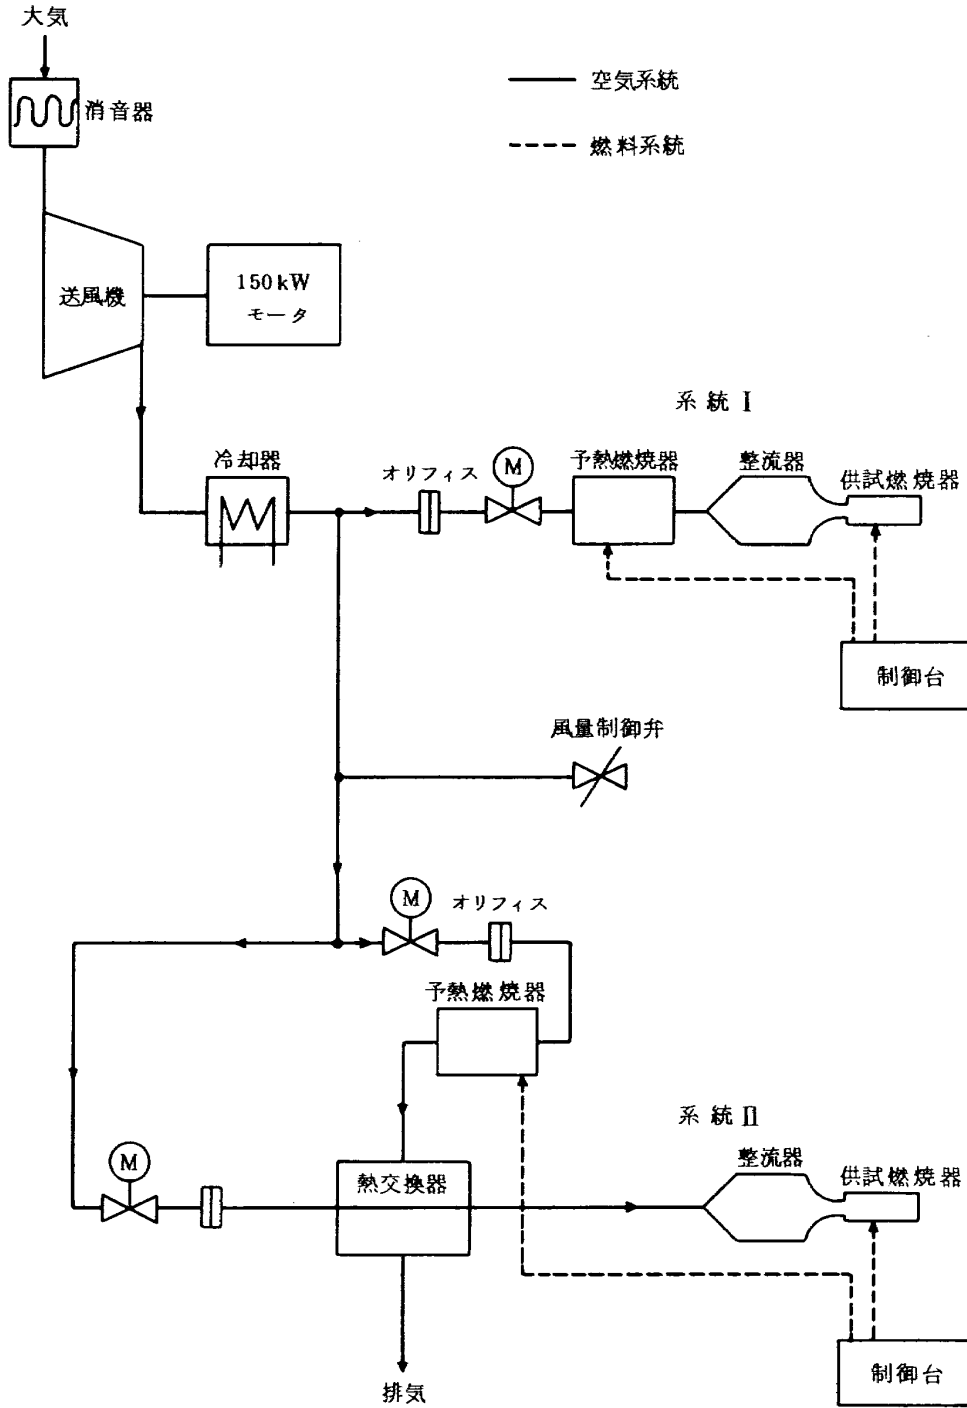 大気
消音器
空気系統
燃料系統
送風機
150kW
モータ
系統Ⅰ
冷却器
オリフィス
M
予熱燃焼器
整流器
供試燃焼器
制御台
風量制御弁
M
オリフィス
予熱燃焼器
系統Ⅱ
M
熱交換器
整流器
供試燃焼器
制御台
排気